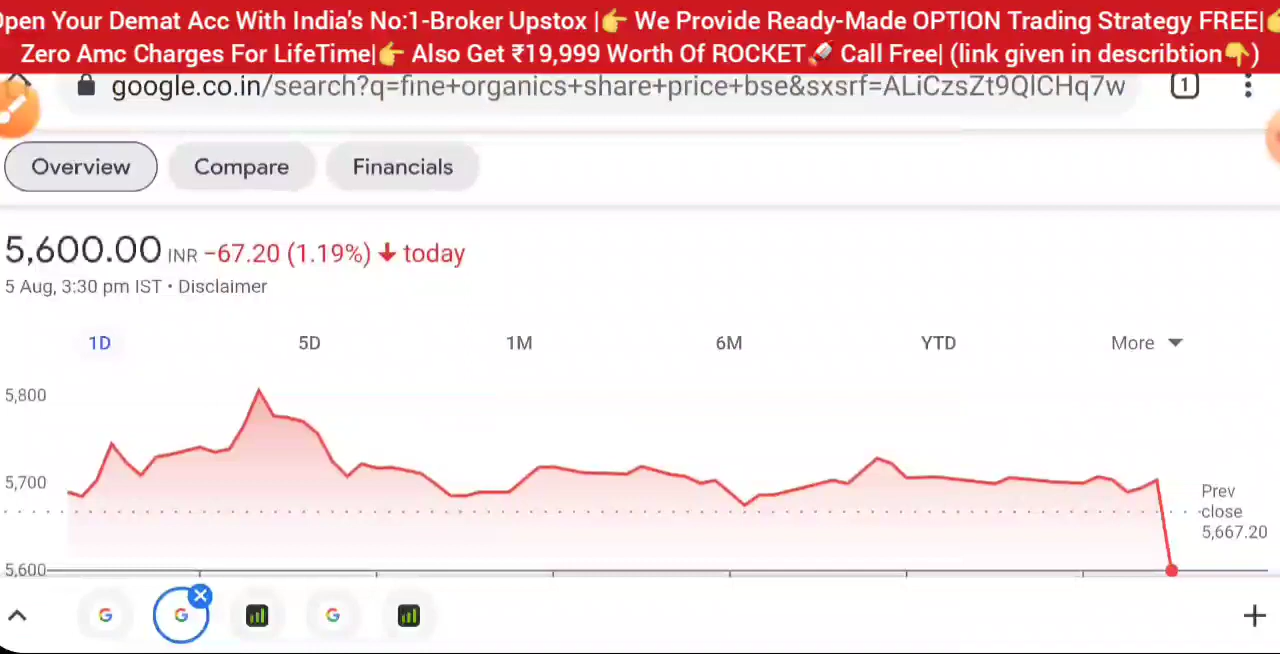 Open Your Demat Acc With India's No:1-Broker Upstox |👉 We Provide Ready-Made OPTION Trading Strategy FREE|👉
Zero Amc Charges For LifeTime|👉 Also Get ₹19,999 Worth Of ROCKET🚀 Call Free| (link given in describtion👇)
google.co.in/search?q=fine+organics+share+price+bse&sxsrf=ALiCzsZt9QlCHq7w
1
Overview
Compare
Financials
5,600.00 INR −67.20 (1.19%) ↓ today
5 Aug, 3:30 pm IST • Disclaimer
1D
5D
1M
6M
YTD
More
5,800
5,700
5,600
Prev
close
5,667.20